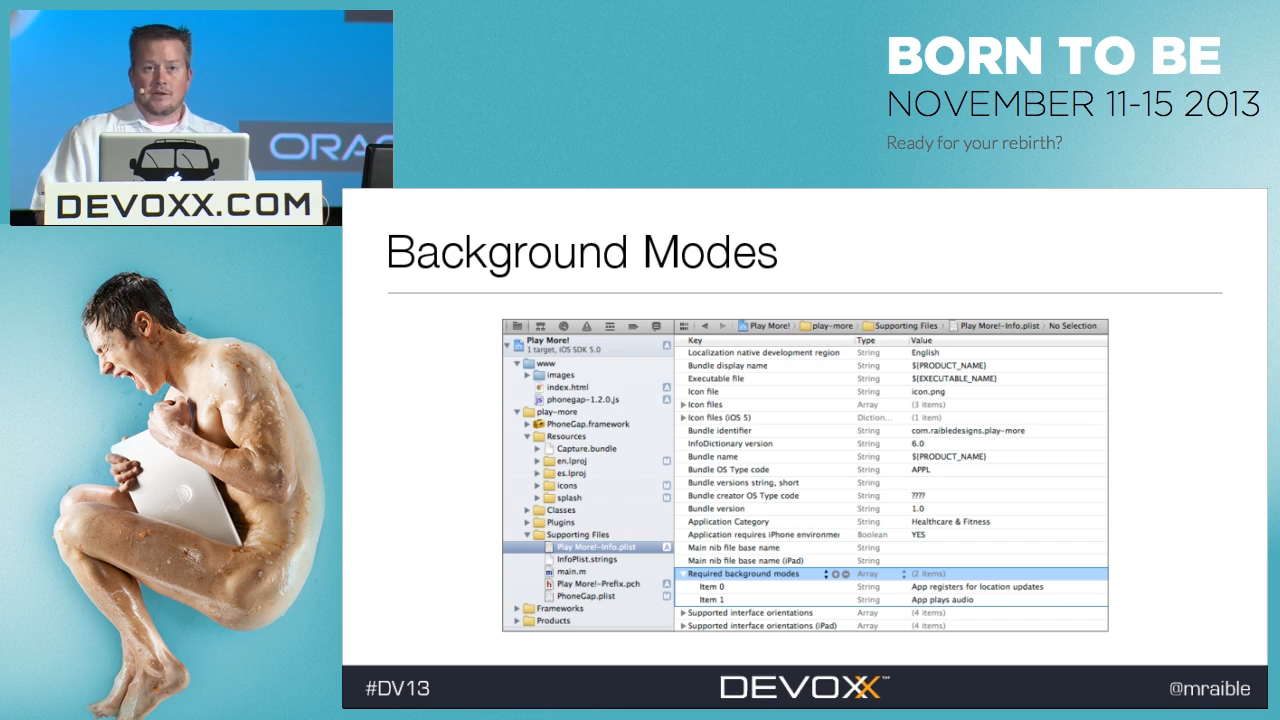 BORN TO BE
NOVEMBER 11-15 2013
Ready for your rebirth?
ORA
DEVOXX.COM
Background Modes
Play More!
1 target, iOS SDK 5.0
www
images
index.html
phonegap-1.2.0.js
play-more
PhoneGap.framework
Resources
Capture.bundle
en.lproj
es.lproj
icons
splash
Classes
Plugins
Supporting Files
Play More!-Info.plist
InfoPlist.strings
main.m
Play More!-Prefix.pch
PhoneGap.plist
Frameworks
Products
Play More! play-more Supporting Files Play More!-Info.plist No Selection
Key Type Value
Localization native development region String English
Bundle display name String ${PRODUCT_NAME}
Executable file String ${EXECUTABLE_NAME}
Icon file String icon.png
Icon files Array (3 items)
Icon files (iOS 5) Diction... (1 item)
Bundle identifier String com.raibledesigns.play-more
InfoDictionary version String 6.0
Bundle name String ${PRODUCT_NAME}
Bundle OS Type code String APPL
Bundle versions string, short String
Bundle creator OS Type code String ????
Bundle version String 1.0
Application Category String Healthcare & Fitness
Application requires iPhone environmer Boolean YES
Main nib file base name String
Main nib file base name (iPad) String
Required background modes Array (2 items)
Item 0 String App registers for location updates
Item 1 String App plays audio
Supported interface orientations Array (4 items)
Supported interface orientations (iPad) Array (4 items)
#DV13
DEVOXX™
@mraible